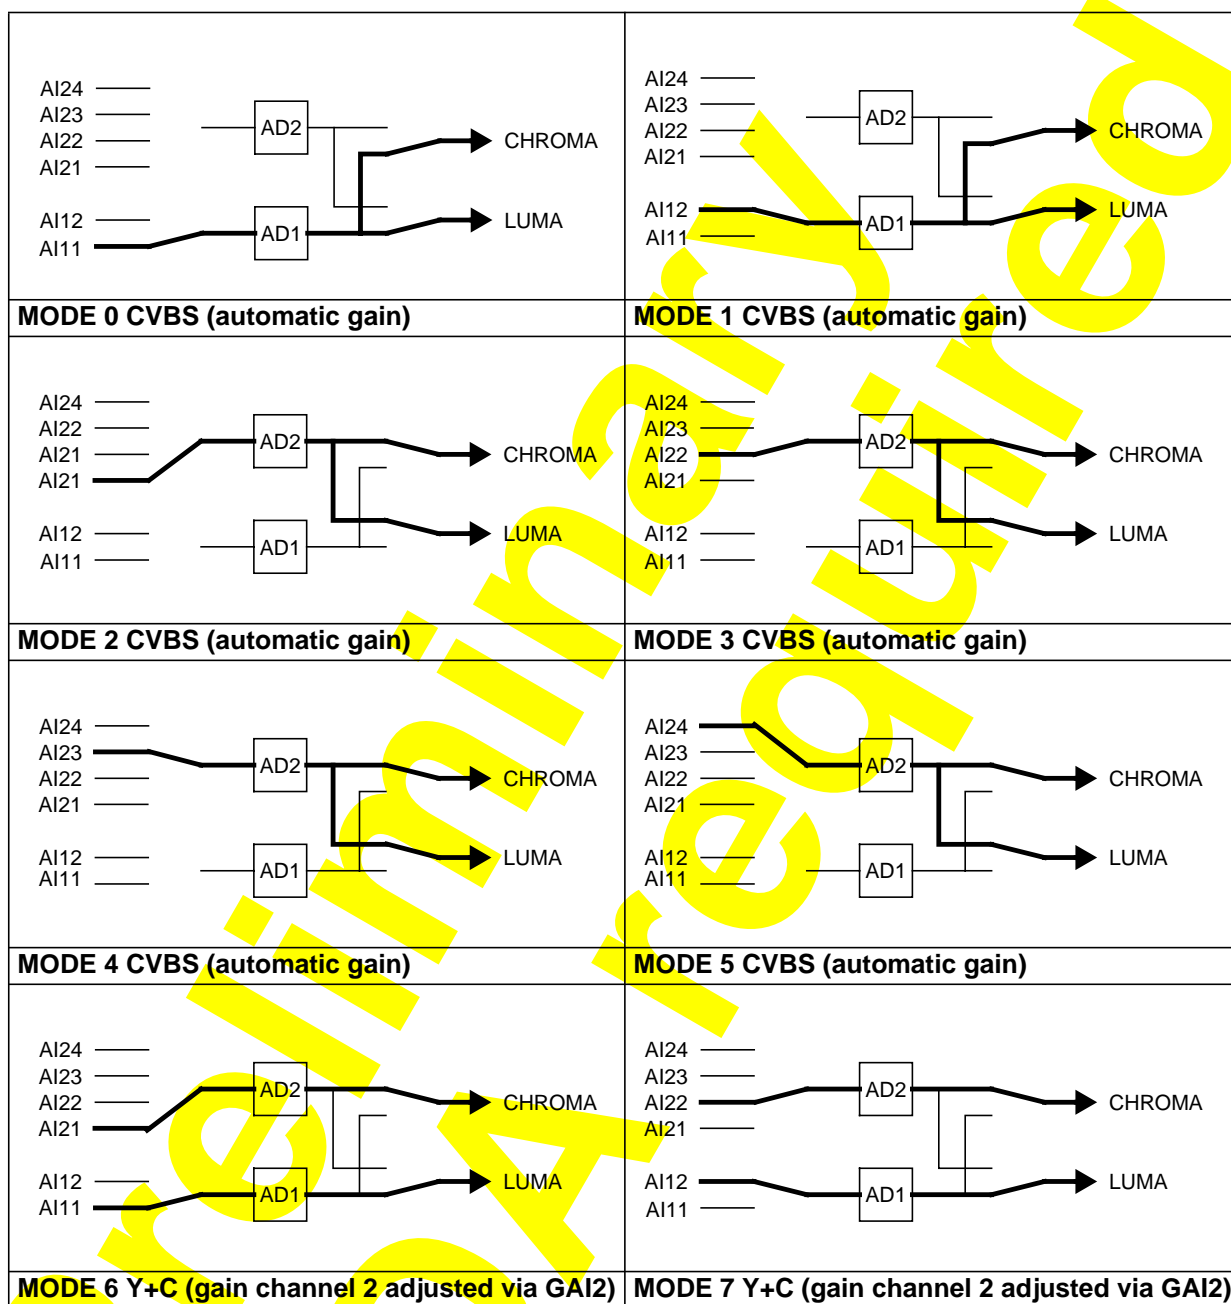 AI24
AI23
AI22
AI21
AI12
AI11
AD2
AD1
CHROMA
LUMA
MODE 0 CVBS (automatic gain)
AI24
AI23
AI22
AI21
AI12
AI11
AD2
AD1
CHROMA
LUMA
MODE 1 CVBS (automatic gain)
AI24
AI22
AI21
AI21
AI12
AI11
AD2
AD1
CHROMA
LUMA
MODE 2 CVBS (automatic gain)
AI24
AI23
AI22
AI21
AI12
AI11
AD2
AD1
CHROMA
LUMA
MODE 3 CVBS (automatic gain)
AI24
AI23
AI22
AI21
AI12
AI11
AD2
AD1
CHROMA
LUMA
MODE 4 CVBS (automatic gain)
AI24
AI23
AI22
AI21
AI12
AI11
AD2
AD1
CHROMA
LUMA
MODE 5 CVBS (automatic gain)
AI24
AI23
AI22
AI21
AI12
AI11
AD2
AD1
CHROMA
LUMA
MODE 6 Y+C (gain channel 2 adjusted via GAI2)
AI24
AI23
AI22
AI21
AI12
AI11
AD2
AD1
CHROMA
LUMA
MODE 7 Y+C (gain channel 2 adjusted via GAI2)
reliminary
A required